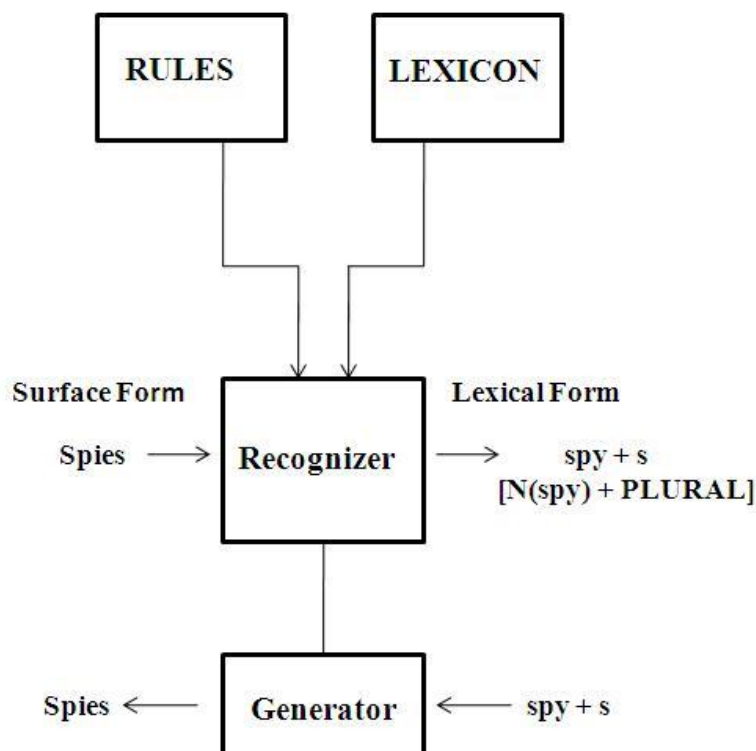 RULES
LEXICON
Surface Form
Lexical Form
Spies
Recognizer
spy + s
[N(spy) + PLURAL]
Spies
Generator
spy + s